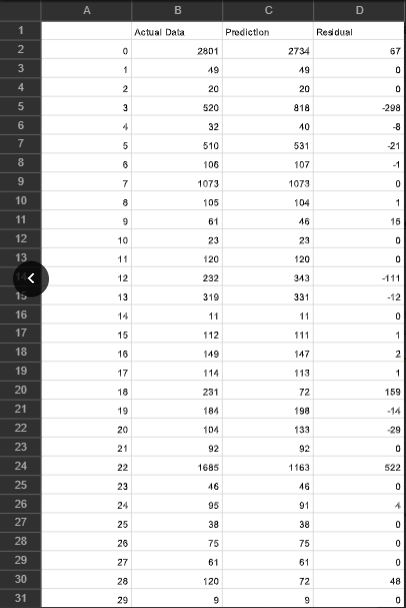 A B C D
1 Actual Data Prediction Residual
2 0 2801 2734 67
3 1 49 49 0
4 2 20 20 0
5 3 520 818 -298
6 4 32 40 -8
7 5 510 531 -21
8 6 106 107 -1
9 7 1073 1073 0
10 8 105 104 1
11 9 61 46 15
12 10 23 23 0
13 11 120 120 0
14 12 232 343 -111
15 13 319 331 -12
16 14 11 11 0
17 15 112 111 1
18 16 149 147 2
19 17 114 113 1
20 18 231 72 159
21 19 184 198 -14
22 20 104 133 -29
23 21 92 92 0
24 22 1685 1163 522
25 23 46 46 0
26 24 95 91 4
27 25 38 38 0
28 26 75 75 0
29 27 61 61 0
30 28 120 72 48
31 29 9 9 0